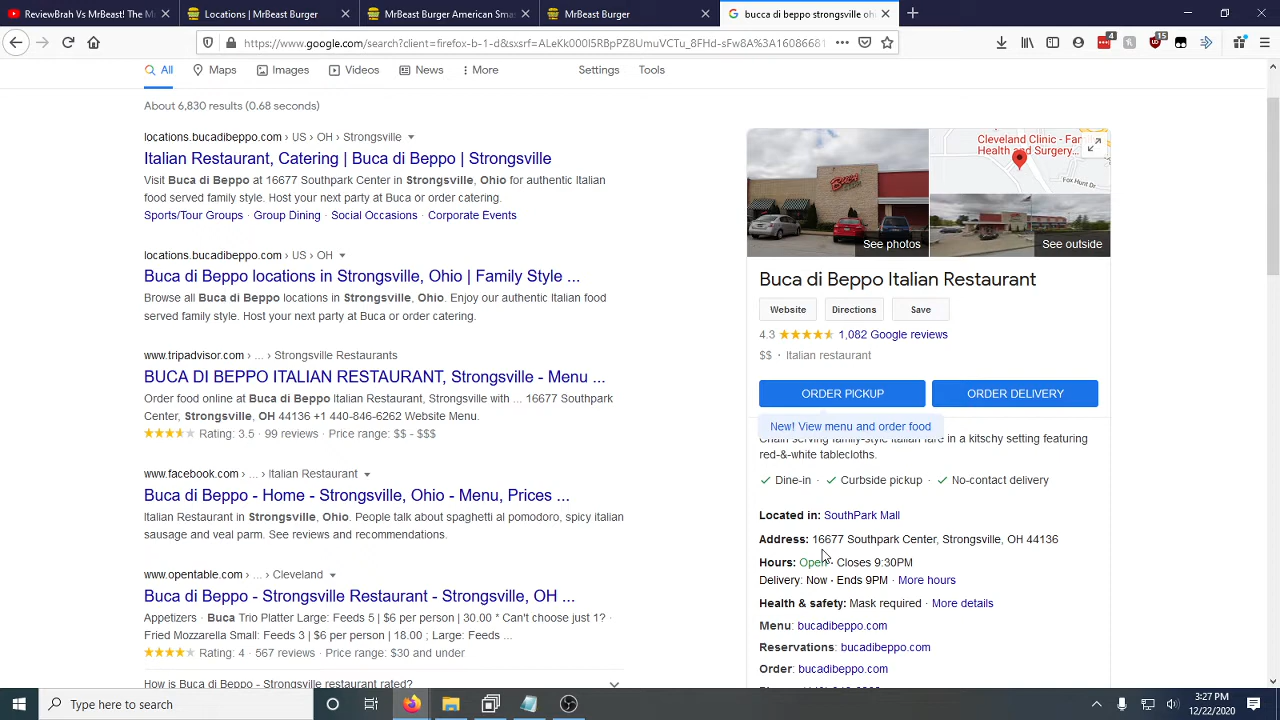 ReviewBrah Vs MrBeast! The M
Locations | MrBeast Burger
MrBeast Burger American Smas
MrBeast Burger
bucca di beppo strongsville oh
https://www.google.com/search?client=firefox-b-1-d&sxsrf=ALeKk000I5RBpPZ8UmuVCTu_8FHd-sFw8A%3A16086681
4
15
All
Maps
Images
Videos
News
More
Settings
Tools
About 6,830 results (0.68 seconds)
locations.bucadibeppo.com › US › OH › Strongsville
Italian Restaurant, Catering | Buca di Beppo | Strongsville
Visit Buca di Beppo at 16677 Southpark Center in Strongsville, Ohio for authentic Italian
food served family style. Host your next party at Buca or order catering.
Sports/Tour Groups · Group Dining · Social Occasions · Corporate Events
locations.bucadibeppo.com › US › OH
Buca di Beppo locations in Strongsville, Ohio | Family Style ...
Browse all Buca di Beppo locations in Strongsville, Ohio. Enjoy our authentic Italian food
served family style. Host your next party at Buca or order catering.
www.tripadvisor.com › ... › Strongsville Restaurants
BUCA DI BEPPO ITALIAN RESTAURANT, Strongsville - Menu ...
Order food online at Buca di Beppo Italian Restaurant, Strongsville with ... 16677 Southpark
Center, Strongsville, OH 44136 +1 440-846-6262 Website Menu.
Rating: 3.5 · 99 reviews · Price range: $$ - $$$
www.facebook.com › ... › Italian Restaurant
Buca di Beppo - Home - Strongsville, Ohio - Menu, Prices ...
Italian Restaurant in Strongsville, Ohio. People talk about spaghetti al pomodoro, spicy italian
sausage and veal parm. See reviews and recommendations.
www.opentable.com › ... › Cleveland
Buca di Beppo - Strongsville Restaurant - Strongsville, OH ...
Appetizers · Buca Trio Platter Large: Feeds 5 | $6 per person | 30.00 * Can't choose just 1? ·
Fried Mozzarella Small: Feeds 3 | $6 per person | 18.00 ; Large: Feeds ...
Rating: 4 · 567 reviews · Price range: $30 and under
How is Buca di Beppo - Strongsville restaurant rated?
Buca
See photos
Cleveland Clinic - Fam
Health and Surgery...
Fox Hunt Dr
See outside
Buca di Beppo Italian Restaurant
Website
Directions
Save
4.3
1,082 Google reviews
$$ · Italian restaurant
ORDER PICKUP
ORDER DELIVERY
New! View menu and order food
Chain serving family-style Italian fare in a kitschy setting featuring
red-&-white tablecloths.
Dine-in · Curbside pickup · No-contact delivery
Located in: SouthPark Mall
Address: 16677 Southpark Center, Strongsville, OH 44136
Hours: Open · Closes 9:30PM
Delivery: Now · Ends 9PM · More hours
Health & safety: Mask required · More details
Menu: bucadibeppo.com
Reservations: bucadibeppo.com
Order: bucadibeppo.com
Type here to search
3:27 PM
12/22/2020